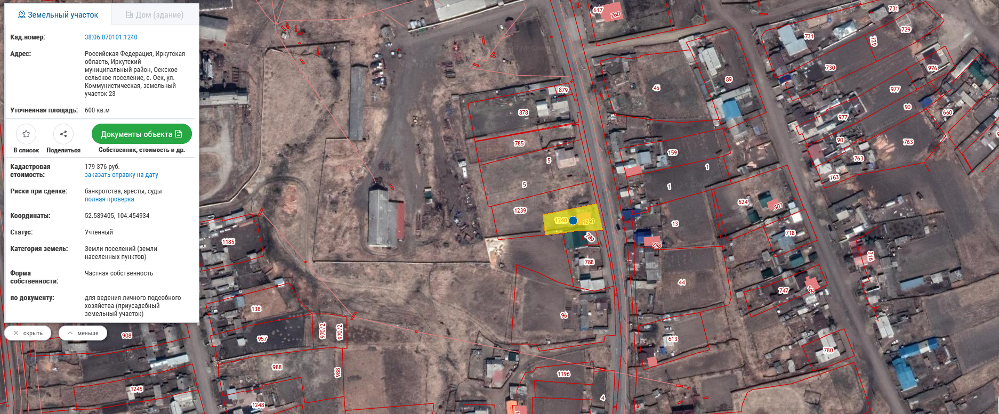 Земельный участок
Дом (здание)
Кад.номер:
38:06:070101:1240
Адрес:
Российская Федерация, Иркутская
область, Иркутский
муниципальный район, Оекское
сельское поселение, с. Оек, ул.
Коммунистическая, земельный
участок 23
Уточненная площадь:
600 кв.м
В список
Поделиться
Документы объекта
Собственник, стоимость и др.
Кадастровая
стоимость:
179 376 руб.
заказать справку на дату
Риски при сделке:
банкротства, аресты, суды
полная проверка
Координаты:
52.589405, 104.454934
Статус:
Учтенный
Категория земель:
Земли поселений (земли
населенных пунктов)
Форма
собственности:
Частная собственность
по документу:
для ведения личного подсобного
хозяйства (приусадебный
земельный участок)
скрыть
меньше
617
760
731
729
731
729
730
976
977
45
89
879
878
90
977
660
785
159
90
763
763
763
5
5
1
1
624
803
1239
1240
1250
13
718
789
786
1185
788
316
44
747
966
138
96
970/2
970/2
908
957
613
780
988
988
1196
1245
1248
4